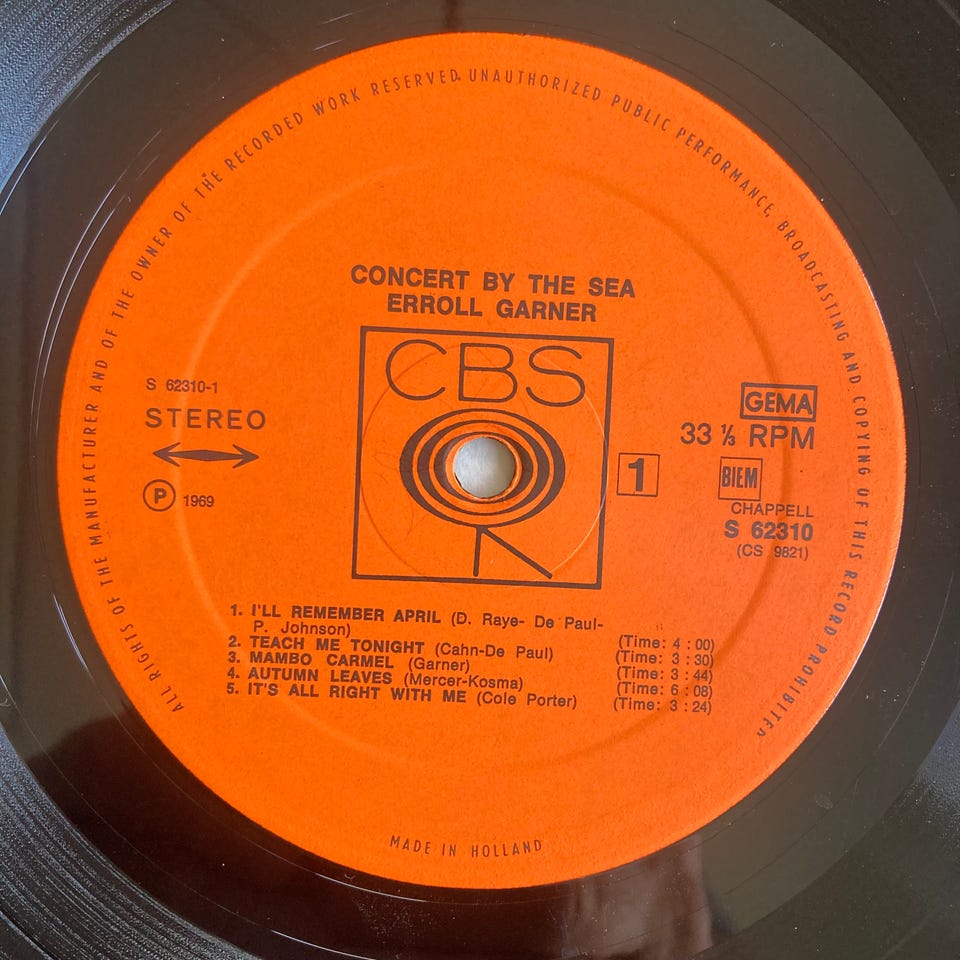 ALL RIGHTS OF THE MANUFACTURER AND OF THE OWNER OF THE RECORDED WORK RESERVED. UNAUTHORIZED PUBLIC PERFORMANCE, BROADCASTING AND COPYING OF THIS RECORD PROHIBITED
CONCERT BY THE SEA
ERROLL GARNER
CBS
S 62310-1
STEREO
Ⓟ 1969
1
GEMA
33 ⅓ RPM
BIEM
CHAPPELL
S 62310
(CS 9821)
1. I'LL REMEMBER APRIL (D. Raye- De Paul-
P. Johnson) (Time: 4 : 00)
2. TEACH ME TONIGHT (Cahn-De Paul) (Time: 3 : 30)
3. MAMBO CARMEL (Garner) (Time: 3 : 44)
4. AUTUMN LEAVES (Mercer-Kosma) (Time: 6 : 08)
5. IT'S ALL RIGHT WITH ME (Cole Porter) (Time: 3 : 24)
MADE IN HOLLAND